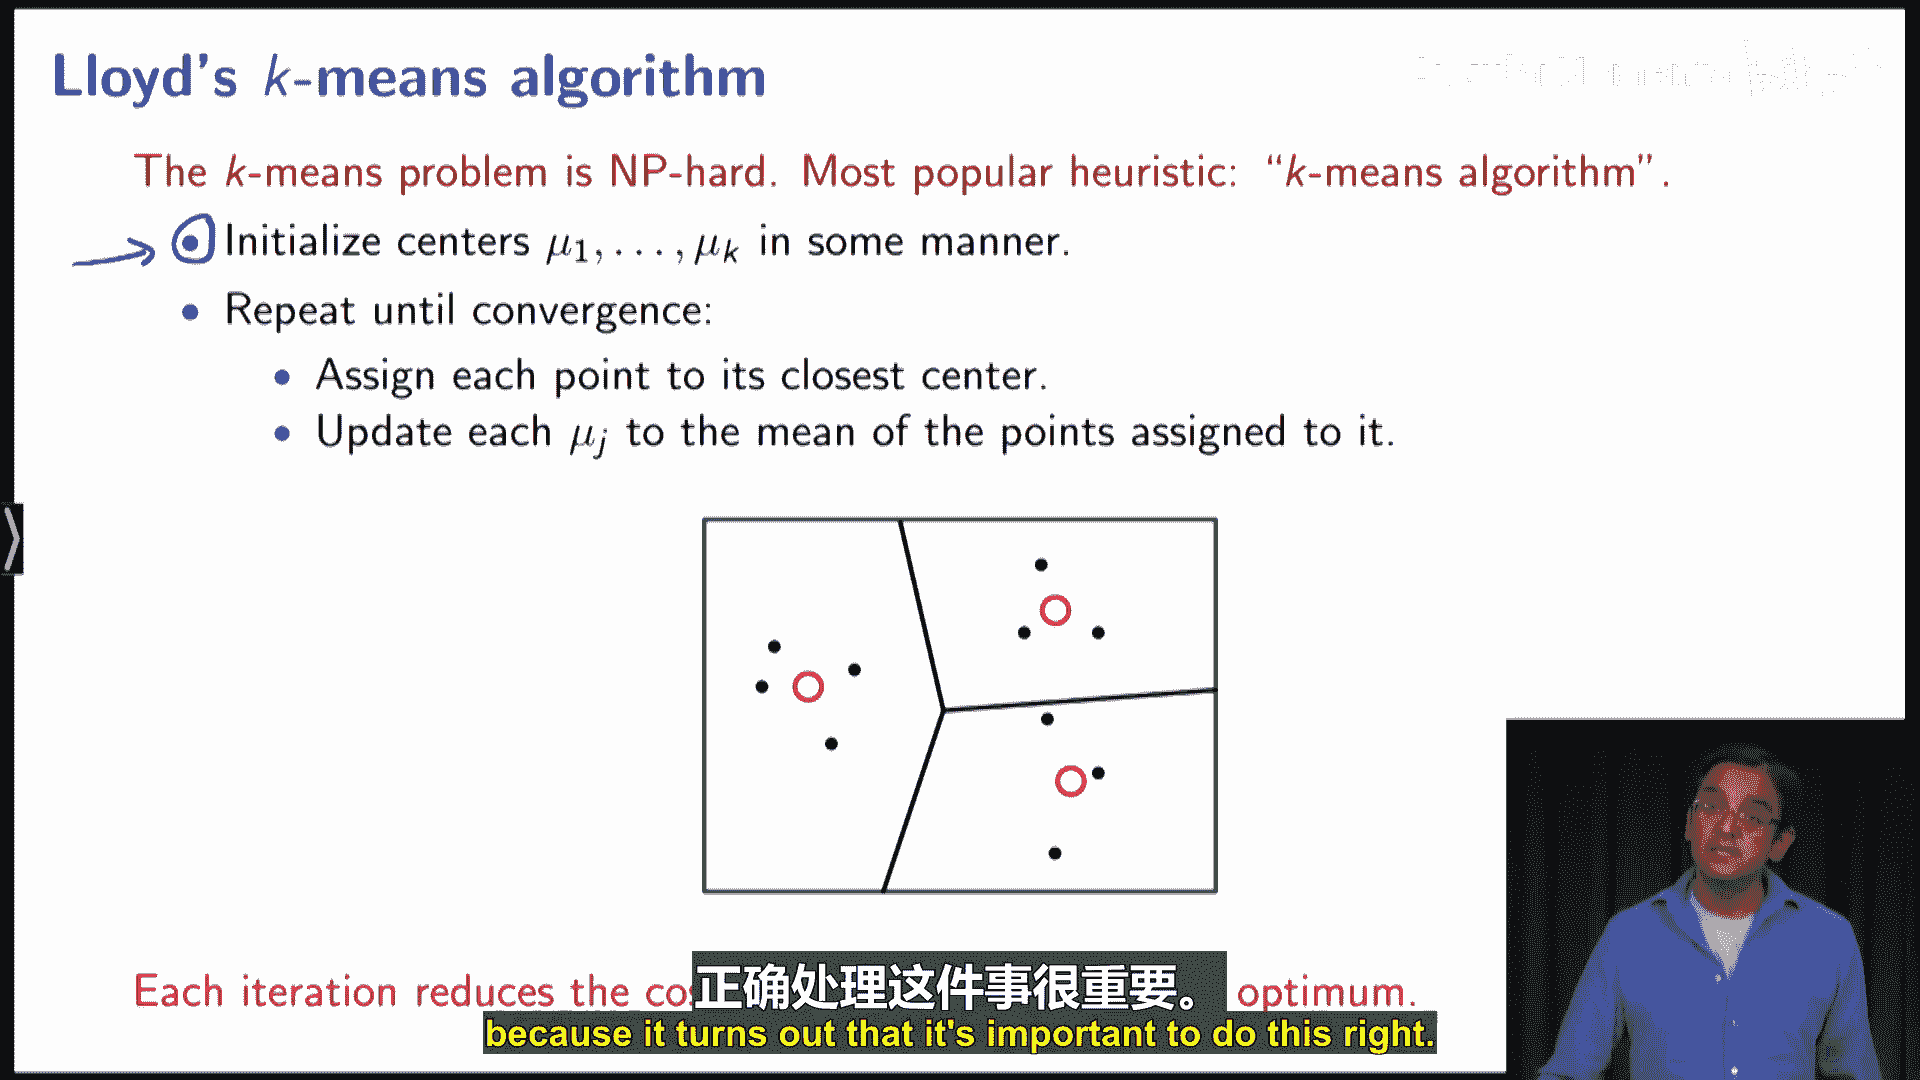 Lloyd's k-means algorithm
The k-means problem is NP-hard. Most popular heuristic: “k-means algorithm”.
• Initialize centers μ1, . . . , μk in some manner.
• Repeat until convergence:
• Assign each point to its closest center.
• Update each μj to the mean of the points assigned to it.
Each iteration reduces the optimum.
正确处理这件事很重要。
because it turns out that it's important to do this right.